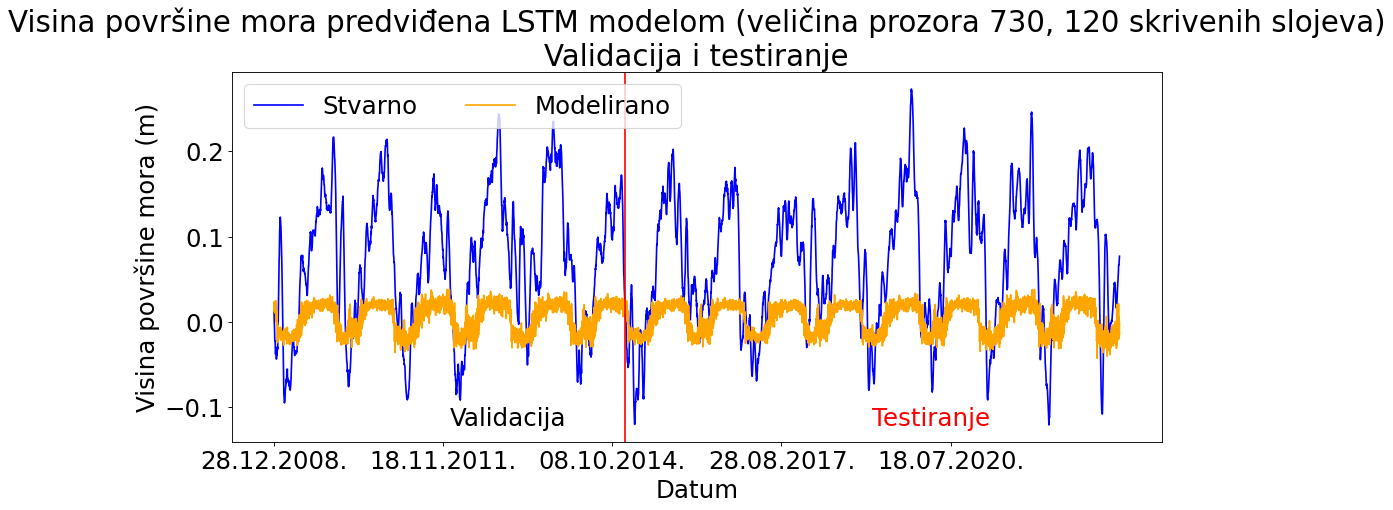 Visina površine mora predviđena LSTM modelom (veličina prozora 730, 120 skrivenih slojeva)
Validacija i testiranje
Stvarno
Modelirano
Visina površine mora (m)
0.2
0.1
0.0
−0.1
Validacija
Testiranje
28.12.2008.
18.11.2011.
08.10.2014.
28.08.2017.
18.07.2020.
Datum